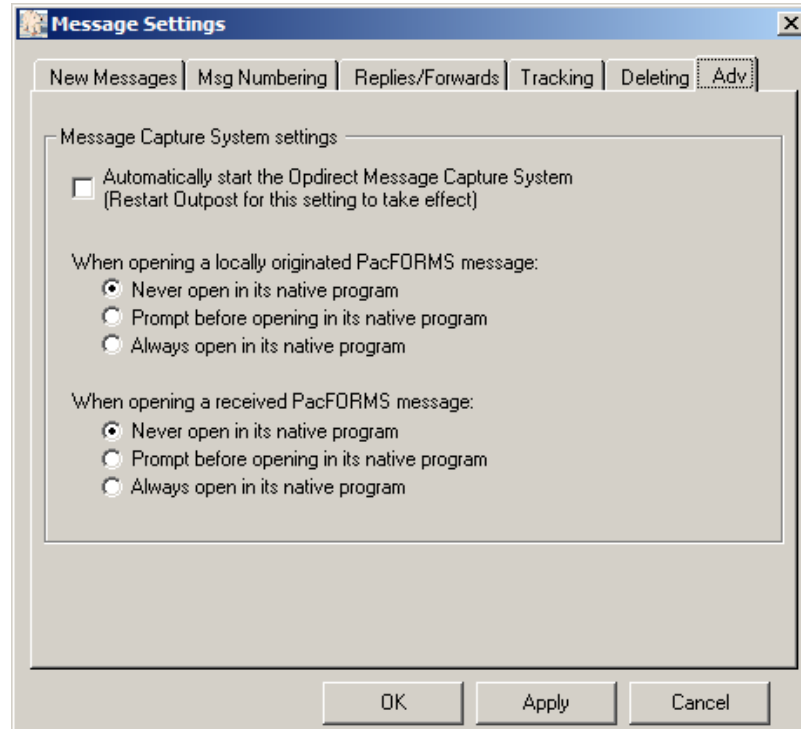 Message Settings
New Messages Msg Numbering Replies/Forwards Tracking Deleting Adv
Message Capture System settings
Automatically start the Opdirect Message Capture System
(Restart Outpost for this setting to take effect)
When opening a locally originated PacFORMS message:
Never open in its native program
Prompt before opening in its native program
Always open in its native program
When opening a received PacFORMS message:
Never open in its native program
Prompt before opening in its native program
Always open in its native program
OK Apply Cancel